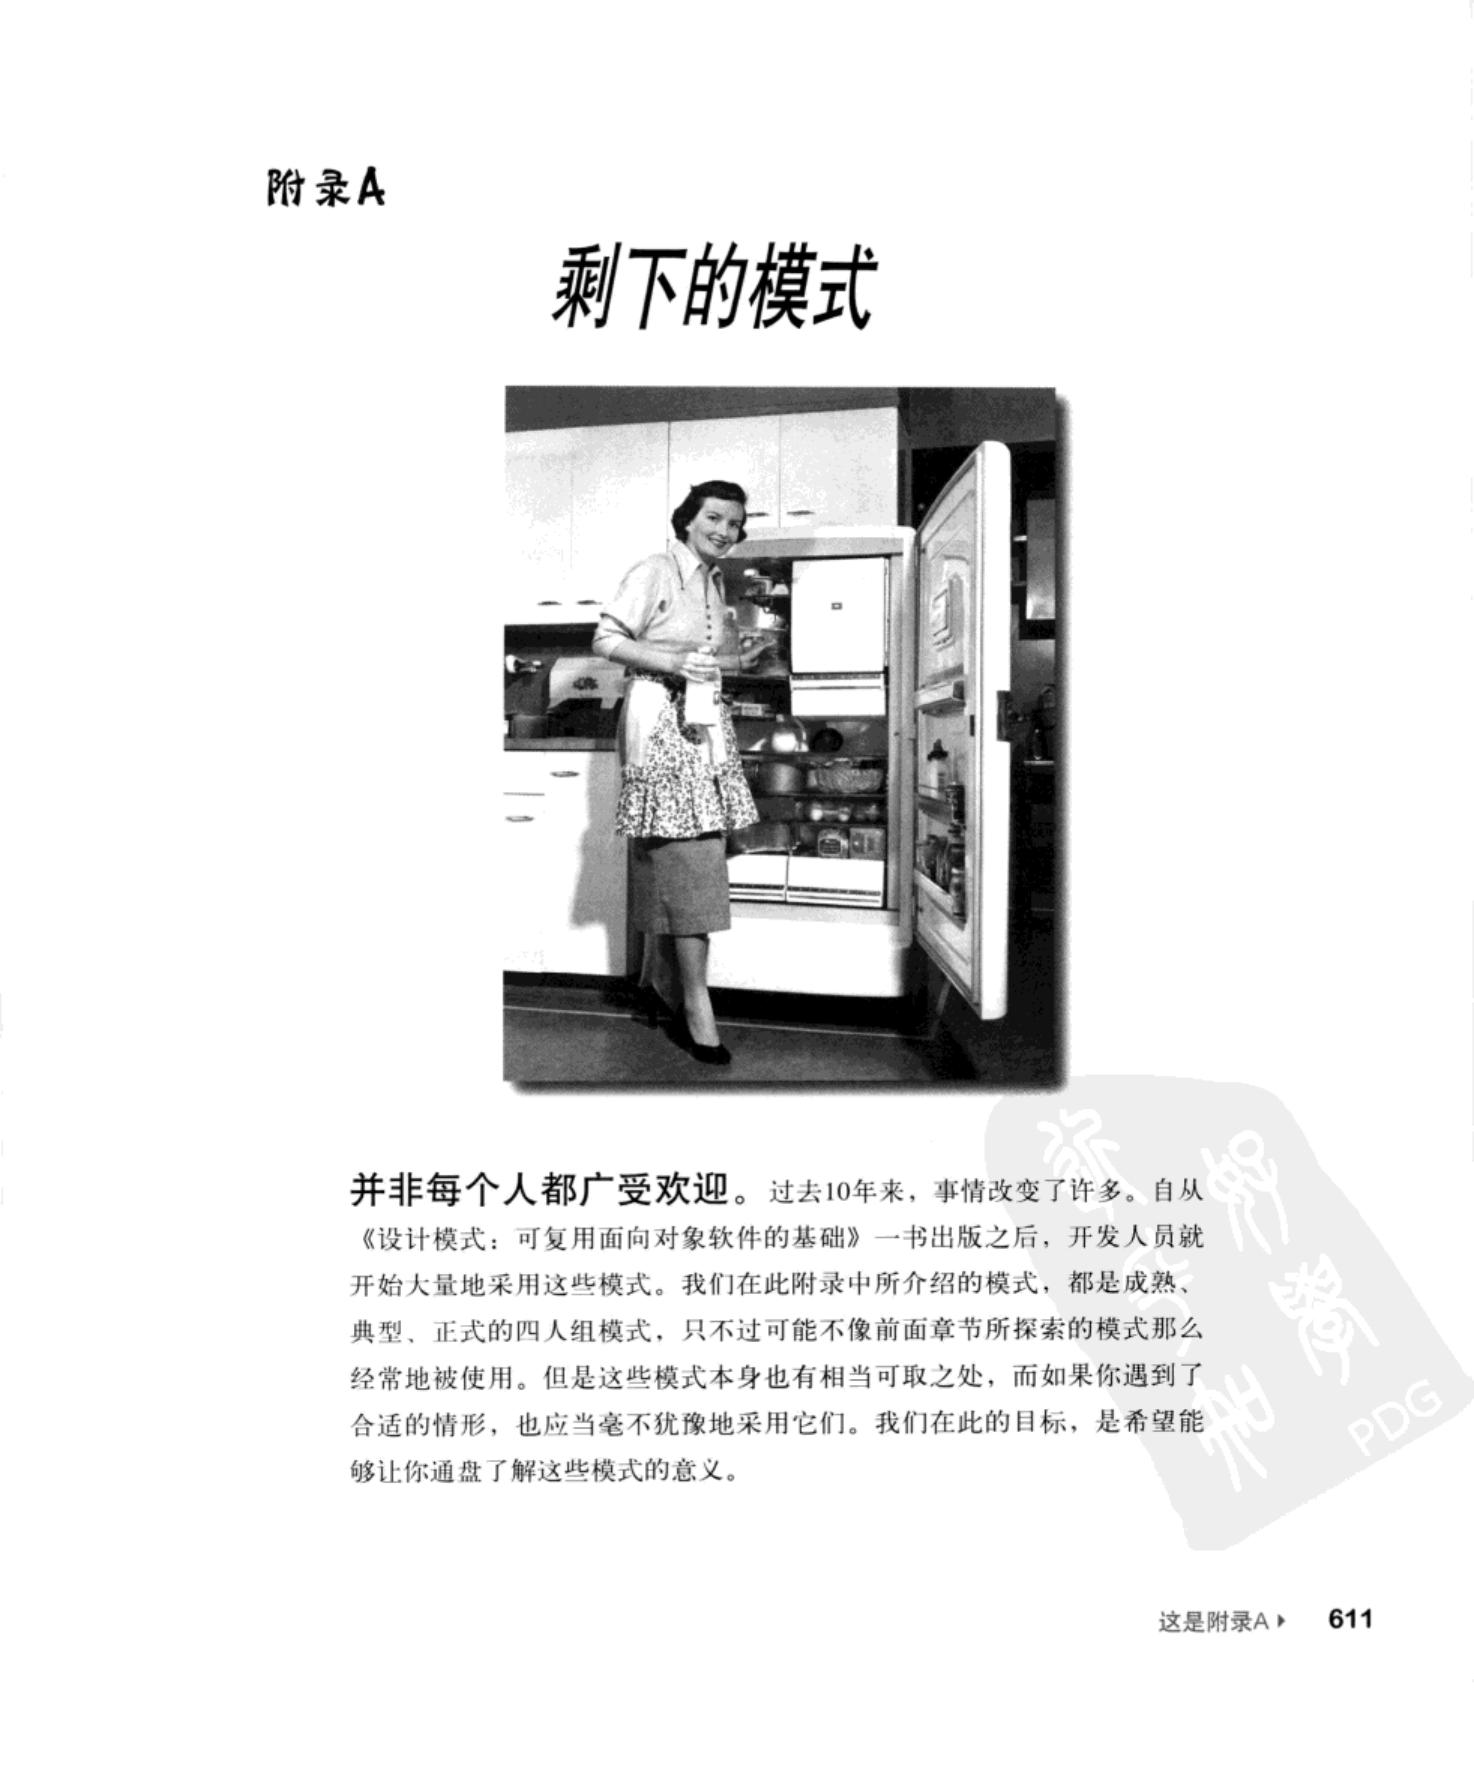 附录A
剩下的模式
并非每个人都广受欢迎。过去10年来，事情改变了许多。自从
《设计模式：可复用面向对象软件的基础》一书出版之后，开发人员就
开始大量地采用这些模式。我们在此附录中所介绍的模式，都是成熟、
典型、正式的四人组模式，只不过可能不像前面章节所探索的模式那么
经常地被使用。但是这些模式本身也有相当可取之处，而如果你遇到了
合适的情形，也应当毫不犹豫地采用它们。我们在此的目标，是希望能
够让你通盘了解这些模式的意义。
PDG
这是附录A
611